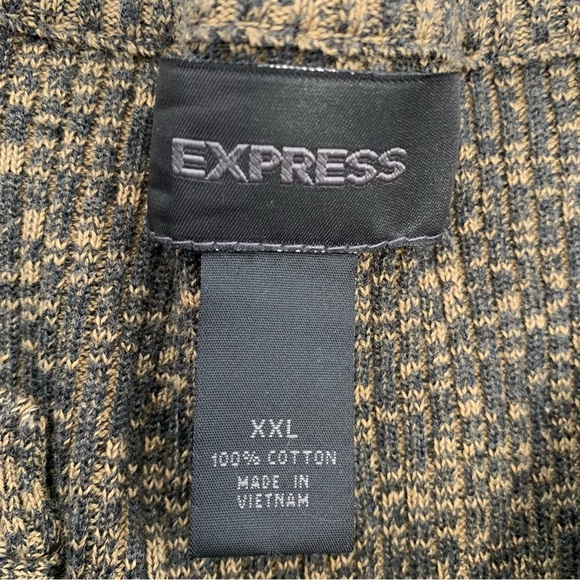 EXPRESS
XXL
100% COTTON
MADE IN
VIETNAM